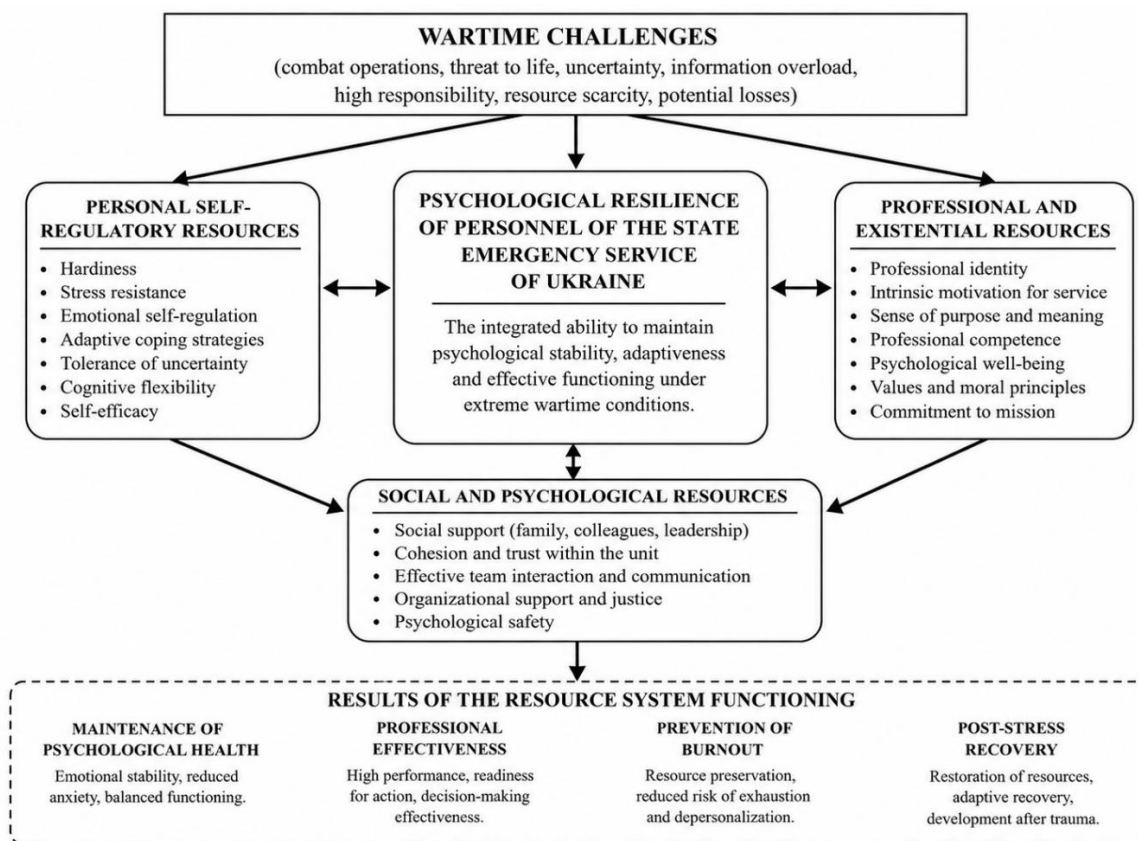 WARTIME CHALLENGES
(combat operations, threat to life, uncertainty, information overload,
high responsibility, resource scarcity, potential losses)
PERSONAL SELF-
REGULATORY RESOURCES
• Hardiness
• Stress resistance
• Emotional self-regulation
• Adaptive coping strategies
• Tolerance of uncertainty
• Cognitive flexibility
• Self-efficacy
PSYCHOLOGICAL RESILIENCE
OF PERSONNEL OF THE STATE
EMERGENCY SERVICE
OF UKRAINE
The integrated ability to maintain
psychological stability, adaptiveness
and effective functioning under
extreme wartime conditions.
PROFESSIONAL AND
EXISTENTIAL RESOURCES
• Professional identity
• Intrinsic motivation for service
• Sense of purpose and meaning
• Professional competence
• Psychological well-being
• Values and moral principles
• Commitment to mission
SOCIAL AND PSYCHOLOGICAL RESOURCES
• Social support (family, colleagues, leadership)
• Cohesion and trust within the unit
• Effective team interaction and communication
• Organizational support and justice
• Psychological safety
RESULTS OF THE RESOURCE SYSTEM FUNCTIONING
MAINTENANCE OF
PSYCHOLOGICAL HEALTH
Emotional stability, reduced
anxiety, balanced functioning.
PROFESSIONAL
EFFECTIVENESS
High performance, readiness
for action, decision-making
effectiveness.
PREVENTION OF
BURNOUT
Resource preservation,
reduced risk of exhaustion
and depersonalization.
POST-STRESS
RECOVERY
Restoration of resources,
adaptive recovery,
development after trauma.